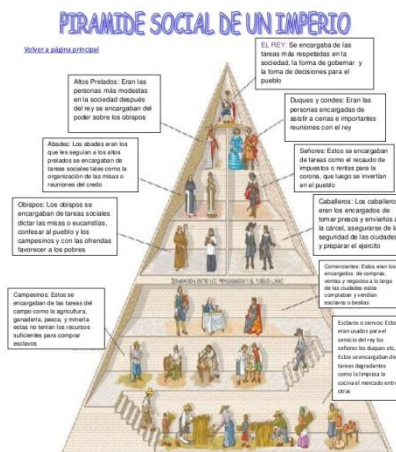 PIRAMIDE SOCIAL DE UN IMPERIO
Volver a página principal
EL REY: Se encargaba de las
tareas más respetadas en la
sociedad, la forma de gobernar y
la toma de decisiones para el
pueblo
Altos Prelados: Eran las
personas más modestas
en la sociedad después
del rey se encargaban del
poder sobre los obispos
Duques y condes: Eran las
personas encargadas de
asistir a cenas e importantes
reuniones con el rey
Abades: Los abades eran los
que les seguían a los altos
prelados se encargaban de
tareas sociales tales como la
organización de las misas o
reuniones del credo
Señores: Estos se encargaban
de tareas como el recaudo de
impuestos o rentas para la
corona, que luego se invertían
en el pueblo
Obispos: Los obispos se
encargaban de tareas sociales
dictar las misas o eucaristías,
confesar al pueblo y los
campesinos y con las ofrendas
favorecer a los pobres
Caballeros: Los caballeros
eran los encargados de
tomar presos y enviarlos a
la cárcel, asegurarse de la
seguridad de las ciudades
y preparar el ejercito
SEPARACIÓN ENTRE LOS PRIVILEGIADOS Y EL PUEBLO LLANO
Comerciantes: Estos eran los
encargados de compras,
ventas y negocios a lo largo
de las ciudades estos
compraban y vendían
esclavos o bestias
Campesinos: Estos se
encargaban de las tareas del
campo como la agricultura,
ganadería, pesca, y minería
estas no tenían los recursos
suficientes para comprar
esclavos
Esclavos o siervos: Estos
eran usados para el
servicio del rey los
señores los duques etc.
Estos se encargaban de
tareas degradantes
como la limpieza la
cocina el mercado entre
otras